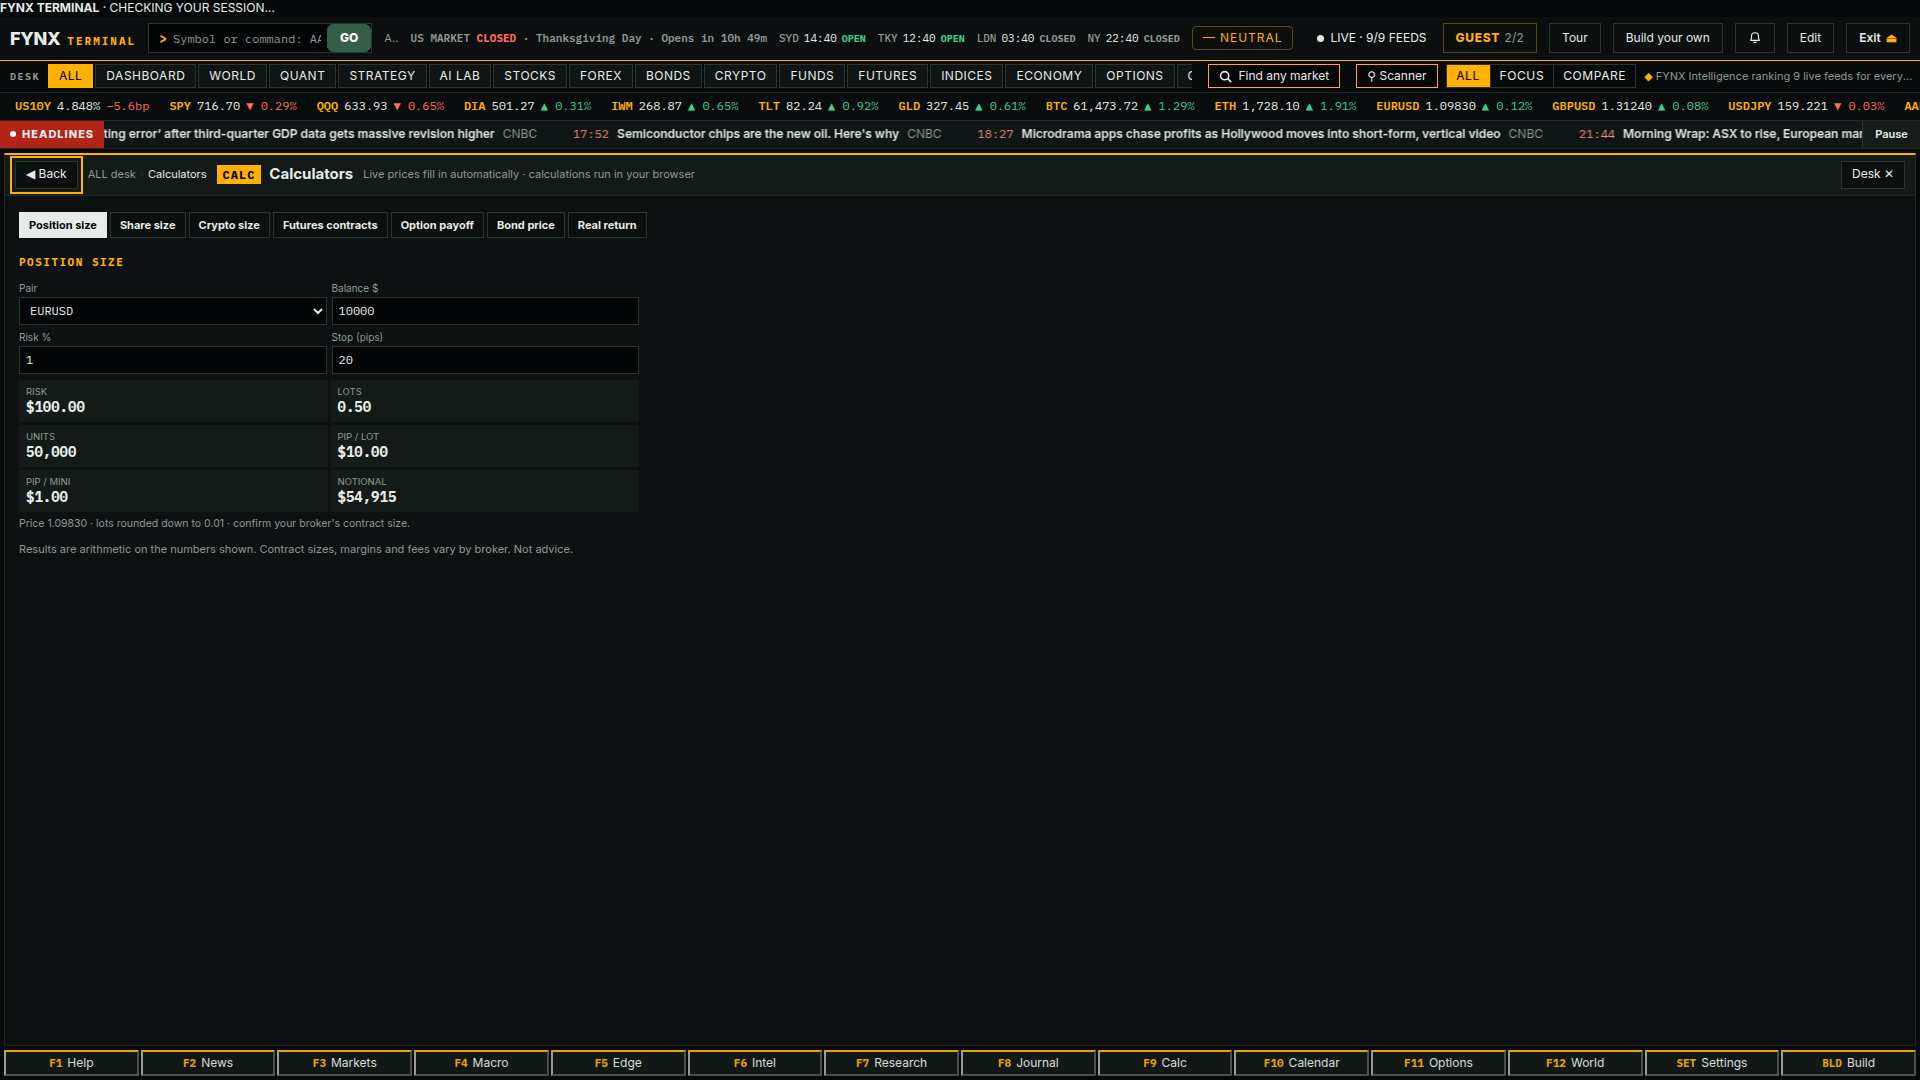 FYNX TERMINAL · CHECKING YOUR SESSION...
FYNX TERMINAL > Symbol or command: AA GO A.. US MARKET CLOSED · Thanksgiving Day · Opens in 10h 49m SYD 14:40 OPEN TKY 12:40 OPEN LDN 03:40 CLOSED NY 22:40 CLOSED — NEUTRAL ● LIVE · 9/9 FEEDS GUEST 2/2 Tour Build your own Edit Exit ⏏
DESK ALL DASHBOARD WORLD QUANT STRATEGY AI LAB STOCKS FOREX BONDS CRYPTO FUNDS FUTURES INDICES ECONOMY OPTIONS Find any market ⚲ Scanner ALL FOCUS COMPARE ◆ FYNX Intelligence ranking 9 live feeds for every...
US10Y 4.848% −5.6bp SPY 716.70 ▼ 0.29% QQQ 633.93 ▼ 0.65% DIA 501.27 ▲ 0.31% IWM 268.87 ▲ 0.65% TLT 82.24 ▲ 0.92% GLD 327.45 ▲ 0.61% BTC 61,473.72 ▲ 1.29% ETH 1,728.10 ▲ 1.91% EURUSD 1.09830 ▲ 0.12% GBPUSD 1.31240 ▲ 0.08% USDJPY 159.221 ▼ 0.03% AA
● HEADLINES ting error' after third-quarter GDP data gets massive revision higher CNBC 17:52 Semiconductor chips are the new oil. Here's why CNBC 18:27 Microdrama apps chase profits as Hollywood moves into short-form, vertical video CNBC 21:44 Morning Wrap: ASX to rise, European mar Pause
◀ Back ALL desk · Calculators CALC Calculators Live prices fill in automatically · calculations run in your browser Desk ✕
Position size Share size Crypto size Futures contracts Option payoff Bond price Real return
POSITION SIZE
Pair Balance $
EURUSD 10000
Risk % Stop (pips)
1 20
RISK LOTS
$100.00 0.50
UNITS PIP / LOT
50,000 $10.00
PIP / MINI NOTIONAL
$1.00 $54,915
Price 1.09830 · lots rounded down to 0.01 · confirm your broker's contract size.
Results are arithmetic on the numbers shown. Contract sizes, margins and fees vary by broker. Not advice.
F1 Help F2 News F3 Markets F4 Macro F5 Edge F6 Intel F7 Research F8 Journal F9 Calc F10 Calendar F11 Options F12 World SET Settings BLD Build